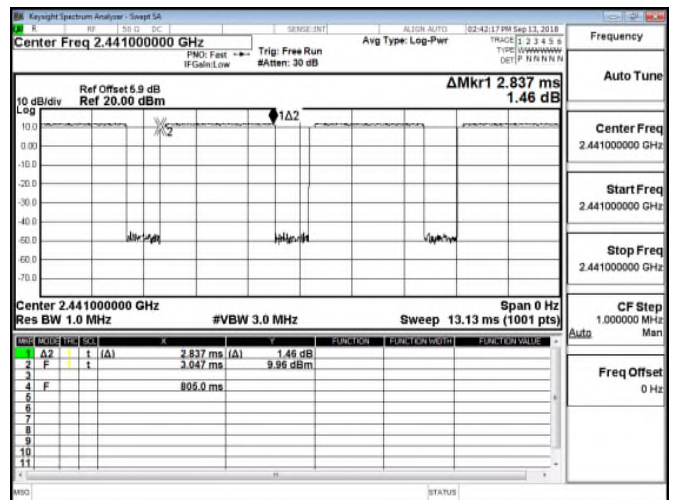 Keysight Spectrum Analyzer - Swept SA
R RF 50 Ω DC SENSE:INT ALIGN AUTO 02:42:17 PM Sep 13, 2018
Center Freq 2.441000000 GHz
PNO: Fast
IFGain:Low
Trig: Free Run
#Atten: 30 dB
Avg Type: Log-Pwr
TRACE 1 2 3 4 5 6
TYPE WWWWWW
DET P N N N N N
Ref Offset 6.9 dB
Ref 20.00 dBm
10 dB/div
Log
ΔMkr1 2.837 ms
1.46 dB
10.0
0.00
-10.0
-20.0
-30.0
-40.0
-50.0
-60.0
-70.0
1Δ2
2
Center 2.441000000 GHz
Span 0 Hz
Res BW 1.0 MHz
#VBW 3.0 MHz
Sweep 13.13 ms (1001 pts)
MKR MODE TRC SCL X Y FUNCTION FUNCTION WIDTH FUNCTION VALUE
1 Δ2 1 t (Δ) 2.837 ms (Δ) 1.46 dB
2 F 1 t 3.047 ms 9.96 dBm
3
4 F 805.0 ms
5
6
7
8
9
10
11
MSG
STATUS
Frequency
Auto Tune
Center Freq
2.441000000 GHz
Start Freq
2.441000000 GHz
Stop Freq
2.441000000 GHz
CF Step
1.000000 MHz
Auto Man
Freq Offset
0 Hz